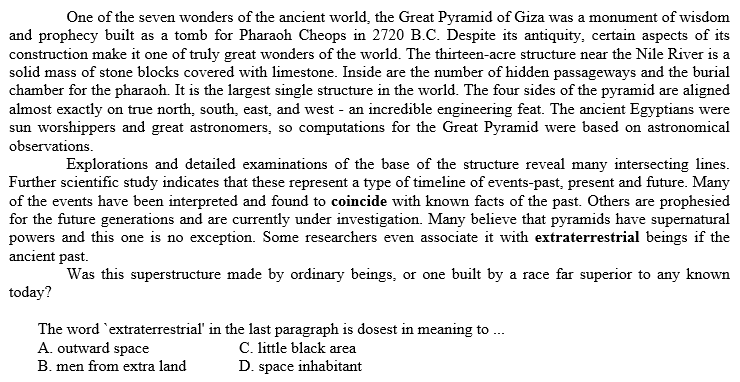 One of the seven wonders of the ancient world, the Great Pyramid of Giza was a monument of wisdom
and prophecy built as a tomb for Pharaoh Cheops in 2720 B.C. Despite its antiquity, certain aspects of its
construction make it one of truly great wonders of the world. The thirteen-acre structure near the Nile River is a
solid mass of stone blocks covered with limestone. Inside are the number of hidden passageways and the burial
chamber for the pharaoh. It is the largest single structure in the world. The four sides of the pyramid are aligned
almost exactly on true north, south, east, and west - an incredible engineering feat. The ancient Egyptians were
sun worshippers and great astronomers, so computations for the Great Pyramid were based on astronomical
observations.
Explorations and detailed examinations of the base of the structure reveal many intersecting lines.
Further scientific study indicates that these represent a type of timeline of events-past, present and future. Many
of the events have been interpreted and found to coincide with known facts of the past. Others are prophesied
for the future generations and are currently under investigation. Many believe that pyramids have supernatural
powers and this one is no exception. Some researchers even associate it with extraterrestrial beings if the
ancient past.
Was this superstructure made by ordinary beings, or one built by a race far superior to any known
today?
The word `extraterrestrial' in the last paragraph is dosest in meaning to ...
A. outward space C. little black area
B. men from extra land D. space inhabitant